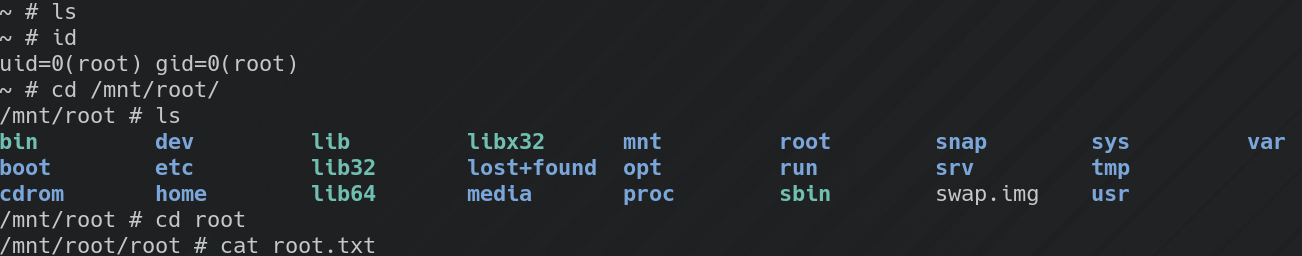 ~ # ls
~ # id
uid=0(root) gid=0(root)
~ # cd /mnt/root/
/mnt/root # ls
bin dev lib libx32 mnt root snap sys var
boot etc lib32 lost+found opt run srv tmp
cdrom home lib64 media proc sbin swap.img usr
/mnt/root # cd root
/mnt/root/root # cat root.txt